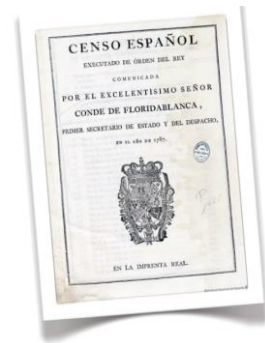 CENSO ESPAÑOL
EXECUTADO DE ÓRDEN DEL REY
COMUNICADA
POR EL EXCELENTÍSIMO SEÑOR
CONDE DE FLORIDABLANCA,
PRIMER SECRETARIO DE ESTADO Y DEL DESPACHO,
EN EL AÑO DE 1787.
EN LA IMPRENTA REAL.